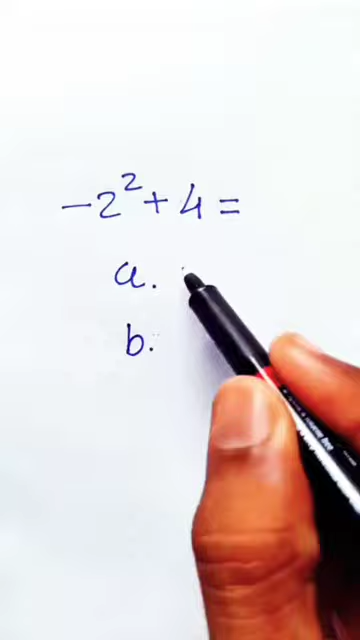 -2² + 4 =
a.
b.